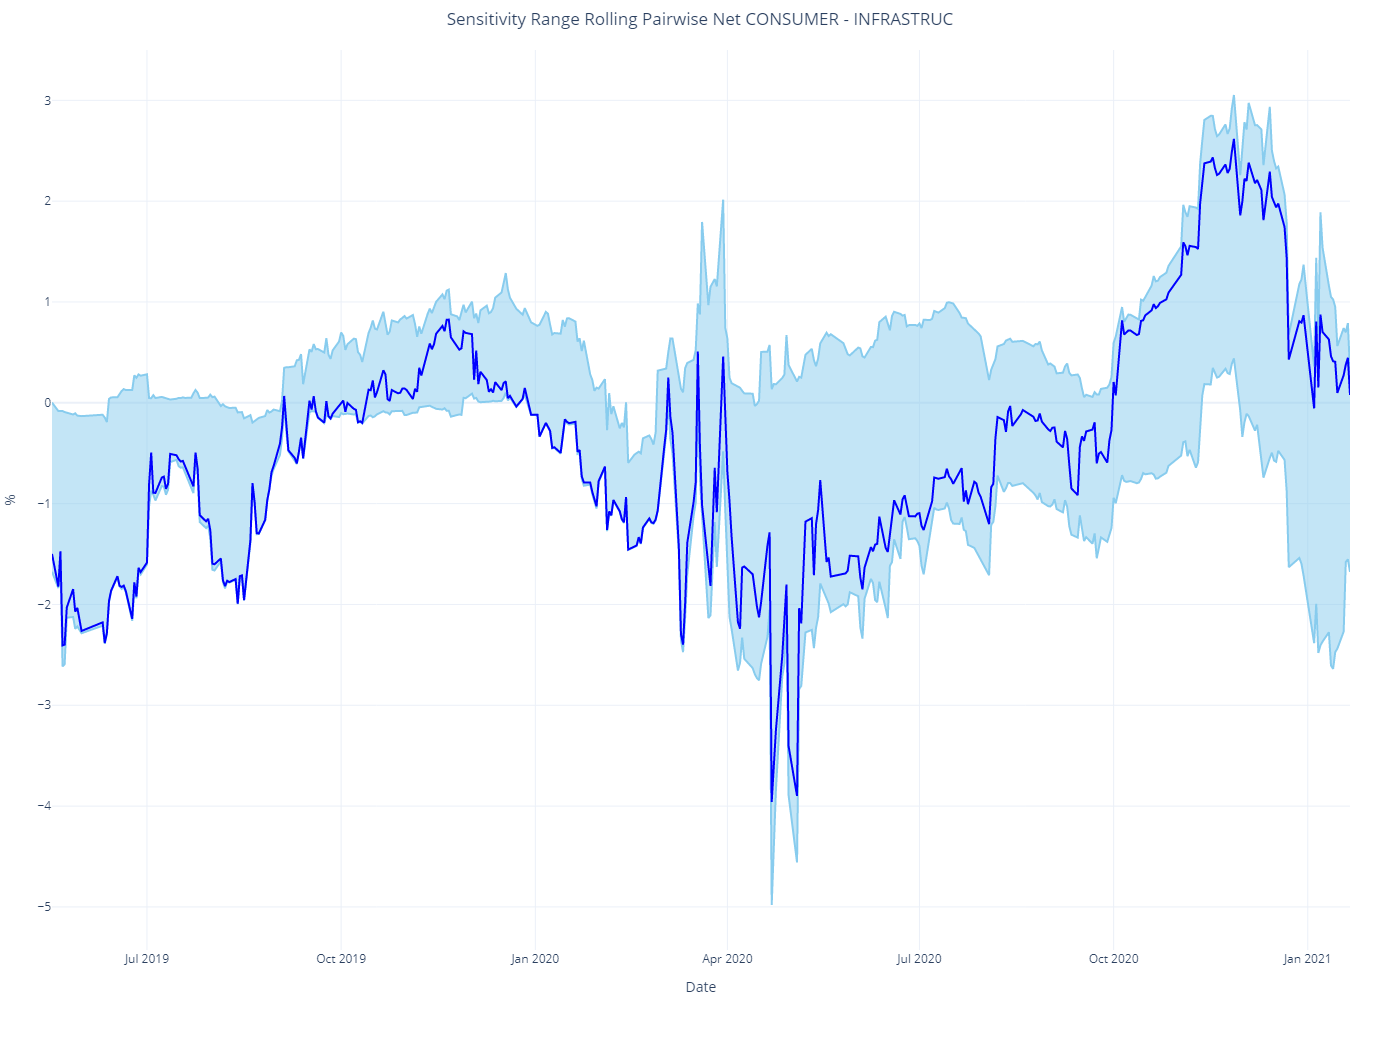 Sensitivity Range Rolling Pairwise Net CONSUMER - INFRASTRUC
3
2
1
0
−1
−2
−3
−4
−5
%
Jul 2019
Oct 2019
Jan 2020
Apr 2020
Jul 2020
Oct 2020
Jan 2021
Date